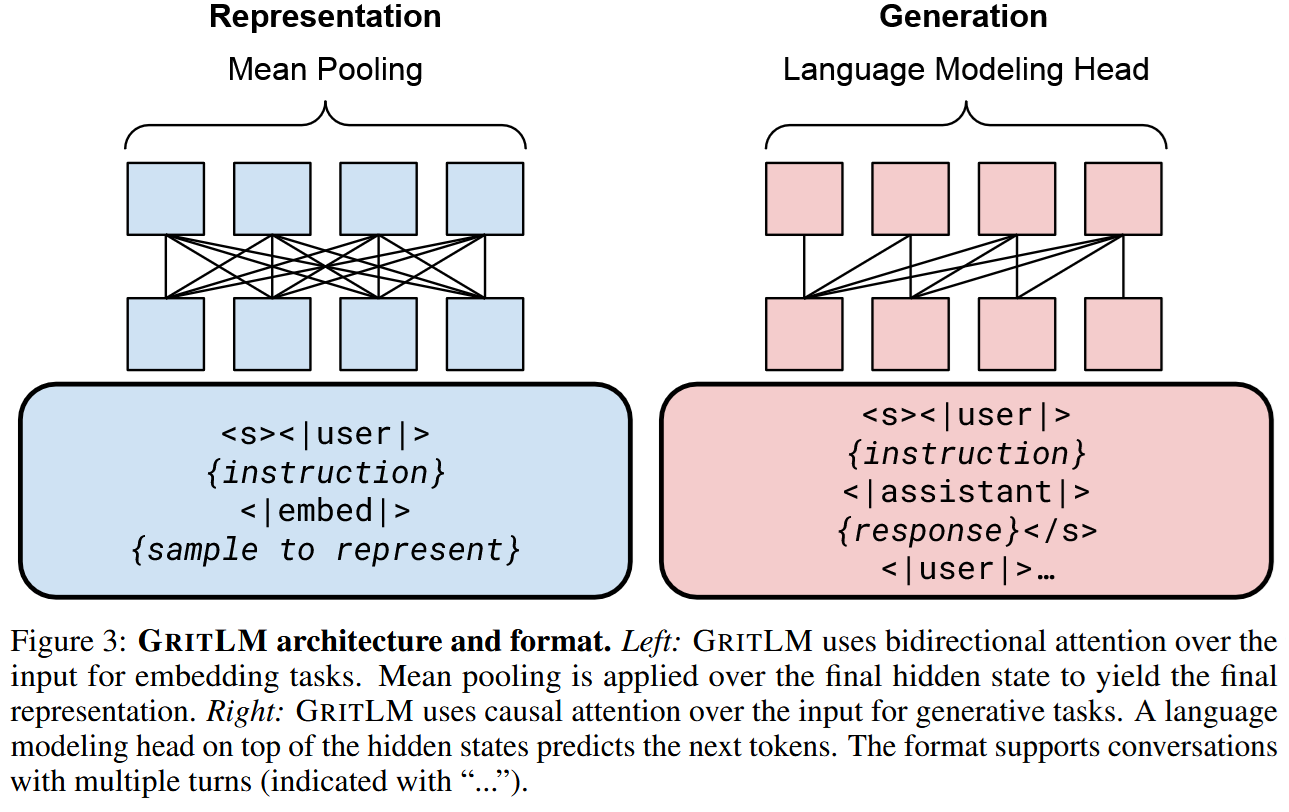 Representation
Mean Pooling
<s><|user|>
{instruction}
<|embed|>
{sample to represent}
Generation
Language Modeling Head
<s><|user|>
{instruction}
<|assistant|>
{response}</s>
<|user|>…
Figure 3: GRITLM architecture and format. Left: GRITLM uses bidirectional attention over the
input for embedding tasks. Mean pooling is applied over the final hidden state to yield the final
representation. Right: GRITLM uses causal attention over the input for generative tasks. A language
modeling head on top of the hidden states predicts the next tokens. The format supports conversations
with multiple turns (indicated with “...”).